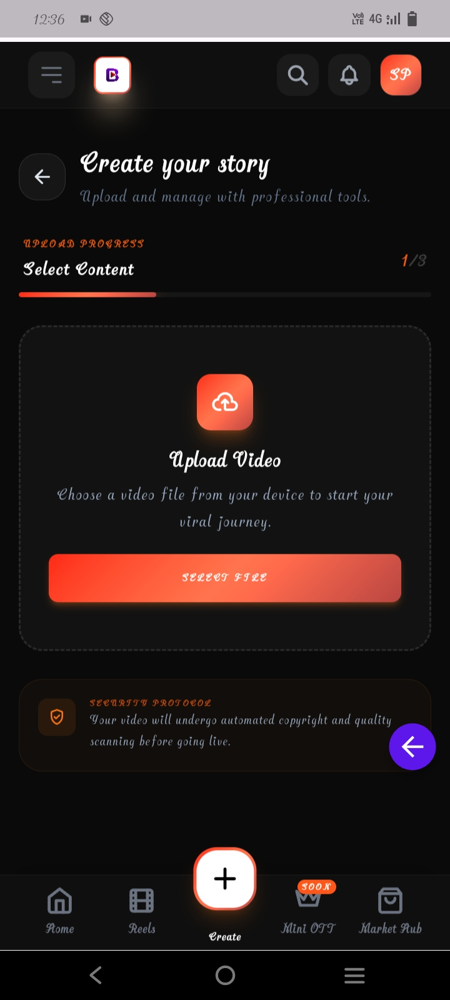 12:36
Vo) LTE 4G
B SP
Create your story
Upload and manage with professional tools.
UPLOAD PROGRESS
Select Content
1/3
Upload Video
Choose a video file from your device to start your
viral journey.
SELECT FILE
SECURITY PROTOCOL
Your video will undergo automated copyright and quality
scanning before going live.
SOON
Home Reels Create Mini OTT Market Hub